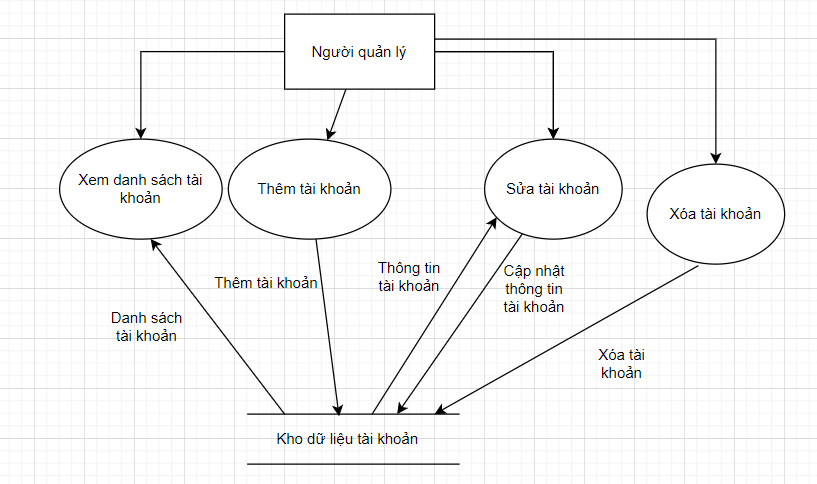 Người quản lý
Xem danh sách tài
khoản
Thêm tài khoản
Sửa tài khoản
Xóa tài khoản
Thêm tài khoản
Thông tin
tài khoản
Cập nhật
thông tin
tài khoản
Danh sách
tài khoản
Xóa tài
khoản
Kho dữ liệu tài khoản